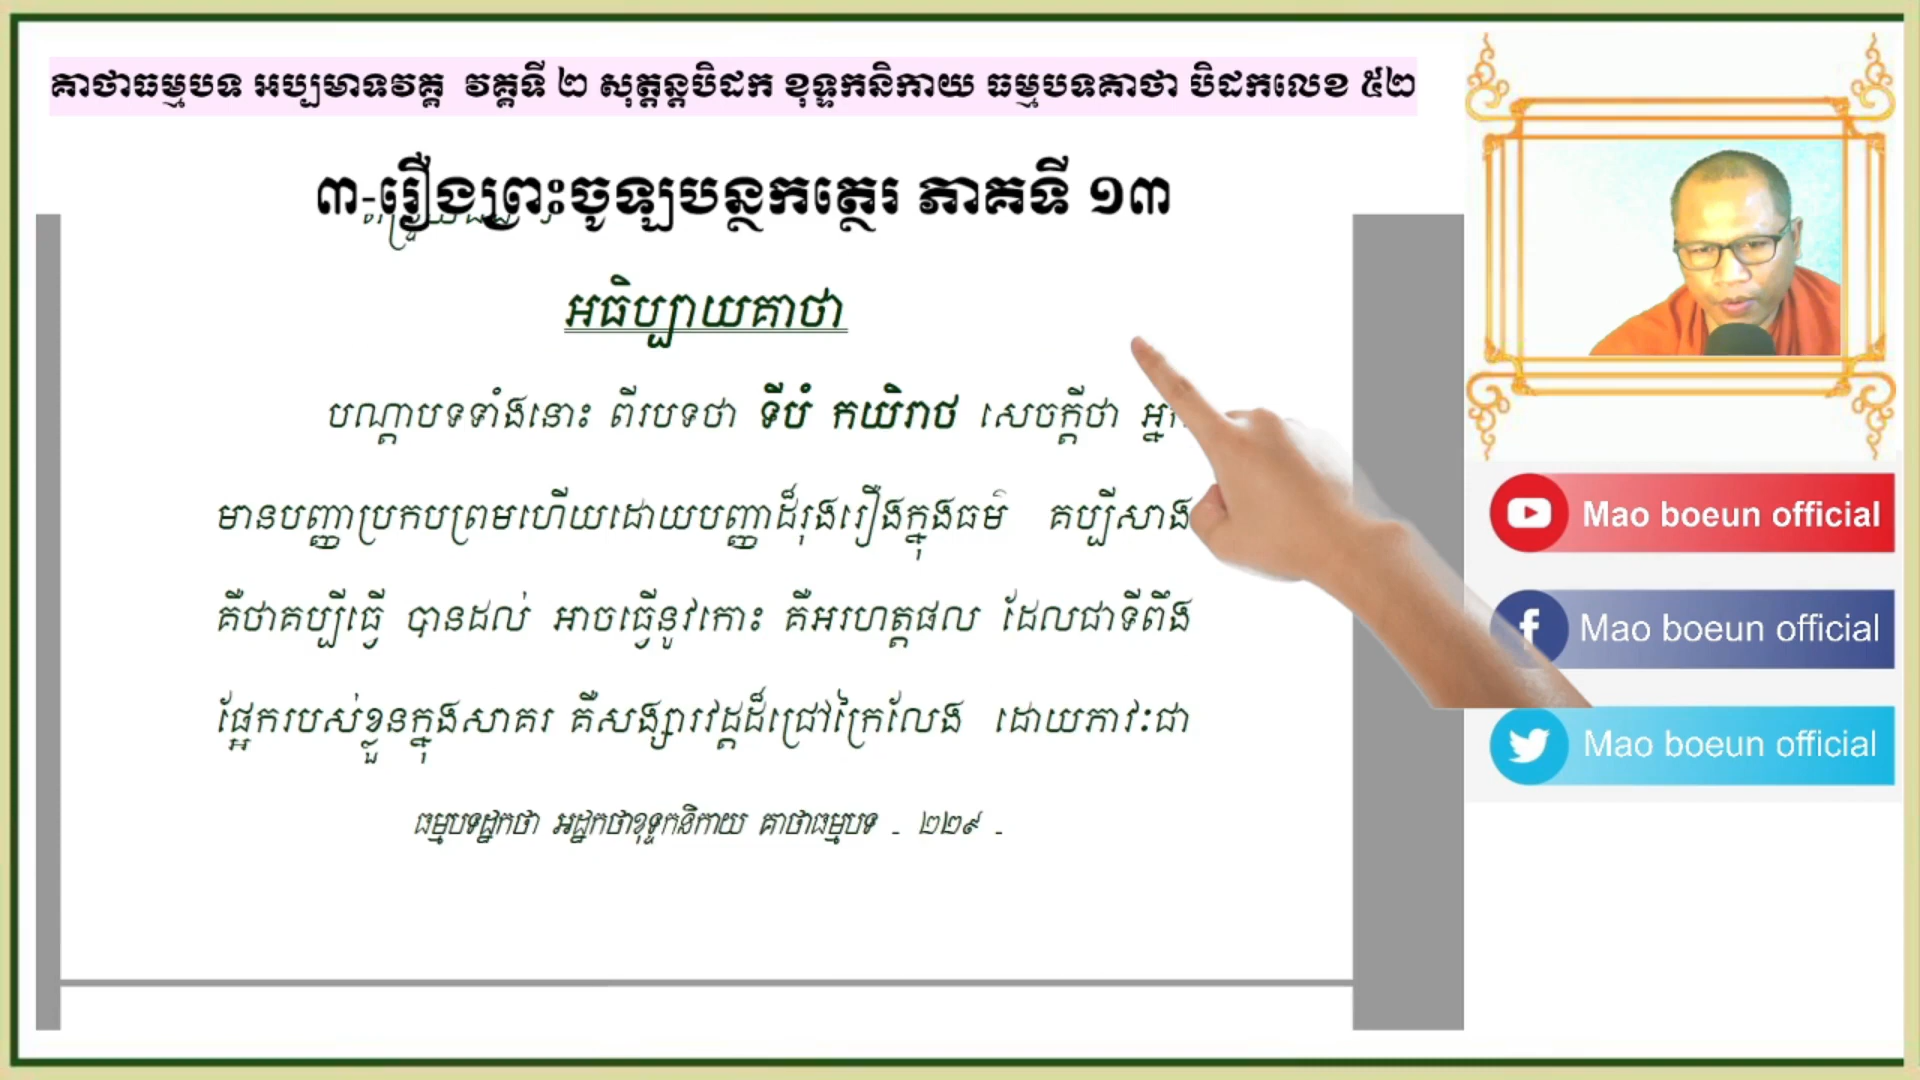 គាថាធម្មបទ អប្បមាទវគ្គ វគ្គទី ២ សុត្តន្តបិដក ខុទ្ទកនិកាយ ធម្មបទគាថា បិដកលេខ ៥២
៣-រឿងព្រះចូឡបន្ថកត្ថេរ ភាគទី ១៣
អធិប្បាយគាថា
បណ្ដាបទទាំងនោះ ពីរបទថា ទីបំ កយិរាថ សេចក្ដីថា
មានបញ្ញាប្រកបព្រមហើយដោយបញ្ញាដ៏រុងរឿងក្នុងធម៌ គប្បីសាង
គឺថាគប្បីធ្វើ បានដល់ អាចធ្វើនូវកោះ គឺអរហត្តផល ដែលជាទីពឹង
ផ្អែករបស់ខ្លួនក្នុងសាគរ គឺសង្សារវដ្តដ៏ជ្រៅក្រៃលែង ដោយភាវៈជា
ធម្មបទដ្ឋកថា អដ្ឋកថាខុទ្ទកនិកាយ គាថាធម្មបទ - ២២៩ -
Mao boeun official
Mao boeun official
Mao boeun official